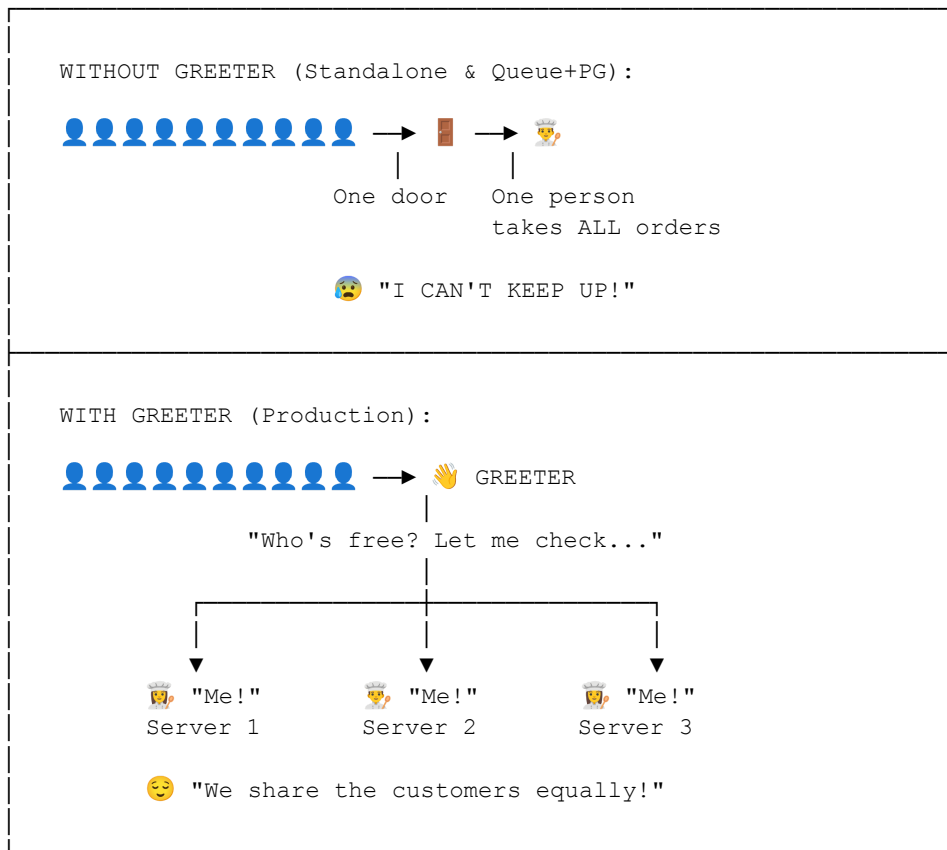 WITHOUT GREETER (Standalone & Queue+PG):
One door One person
takes ALL orders
"I CAN'T KEEP UP!"
WITH GREETER (Production):
GREETER
"Who's free? Let me check..."
"Me!" "Me!" "Me!"
Server 1 Server 2 Server 3
"We share the customers equally!"